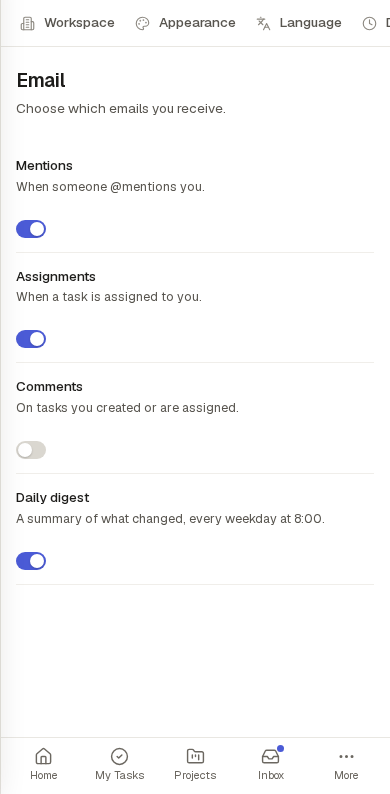 Workspace Appearance Language
Email
Choose which emails you receive.
Mentions
When someone @mentions you.
Assignments
When a task is assigned to you.
Comments
On tasks you created or are assigned.
Daily digest
A summary of what changed, every weekday at 8:00.
Home My Tasks Projects Inbox More